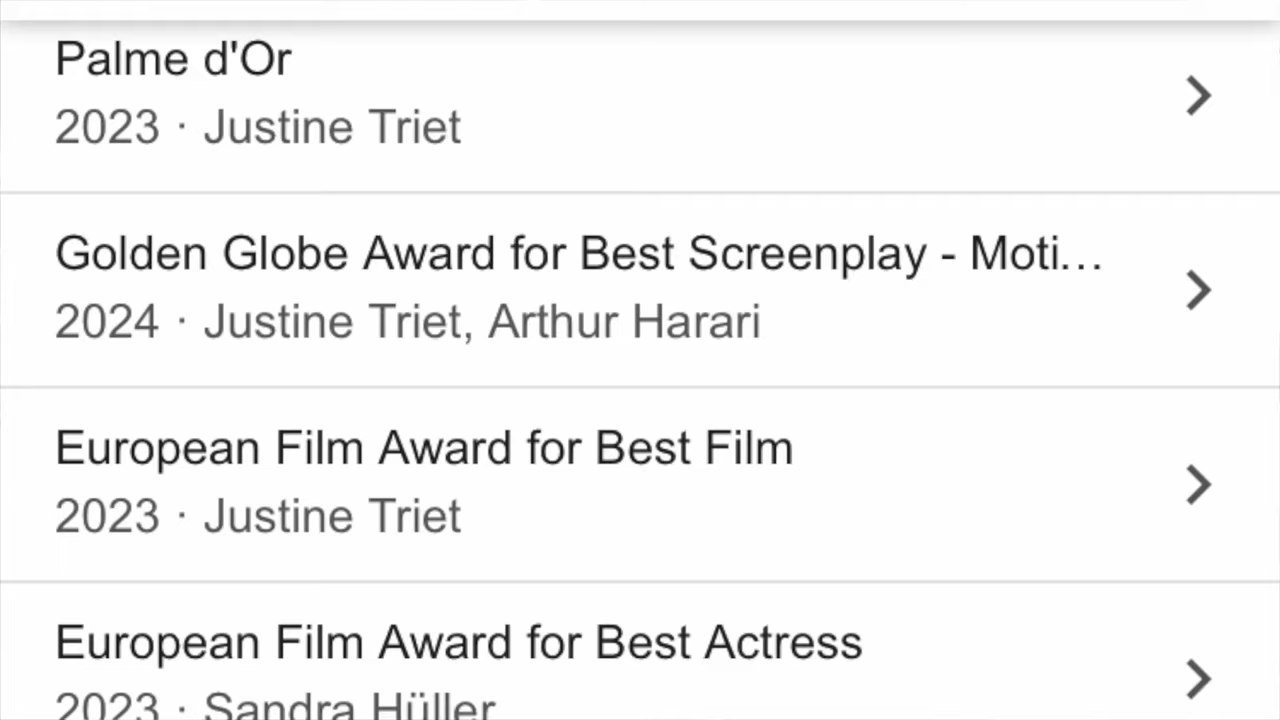 Palme d'Or
2023 · Justine Triet
Golden Globe Award for Best Screenplay - Moti...
2024 · Justine Triet, Arthur Harari
European Film Award for Best Film
2023 · Justine Triet
European Film Award for Best Actress
2023 · Sandra Hüller